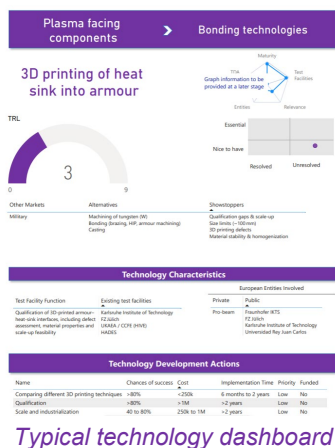 Plasma facing
components
>
Bonding technologies
3D printing of heat
sink into armour
Maturity
Test
Facilities
Graph information to be
provided at a later stage
Entities
Relevance
TRL
3
0
9
Essential
Nice to have
Resolved
Unresolved
Other Markets
Alternatives
Showstoppers
Military
Machining of tungsten (W)
Bonding (brazing, HIP, armour machining)
Casting
Qualification gaps & scale-up
Size limits (~100 mm)
3D printing defects
Material stability & homogenisation
Technology Characteristics
European Entities Involved
Test Facility Function
Existing test facilities
Private
Public
Qualification of 3D-printed armour–
heat-sink interfaces, including defect
assessment, material properties and
scale-up feasibility
Karlsruhe Institute of Technology
FZ Jülich
UKAEA / CCFE (HIVE)
HADES
Pro-beam
Fraunhofer IKTS
FZ Jülich
Karlsruhe Institute of Technology
Universidad Rey Juan Carlos
Technology Development Actions
Name Chances of success Cost Implementation Time Priority Funded
Comparing different 3D printing techniques >80% <250k 6 months to 2 years Low No
Qualification >80% >1M >2 years Low No
Scale and industrialization 40 to 80% 250k to 1M >2 years Low No
Typical technology dashboard